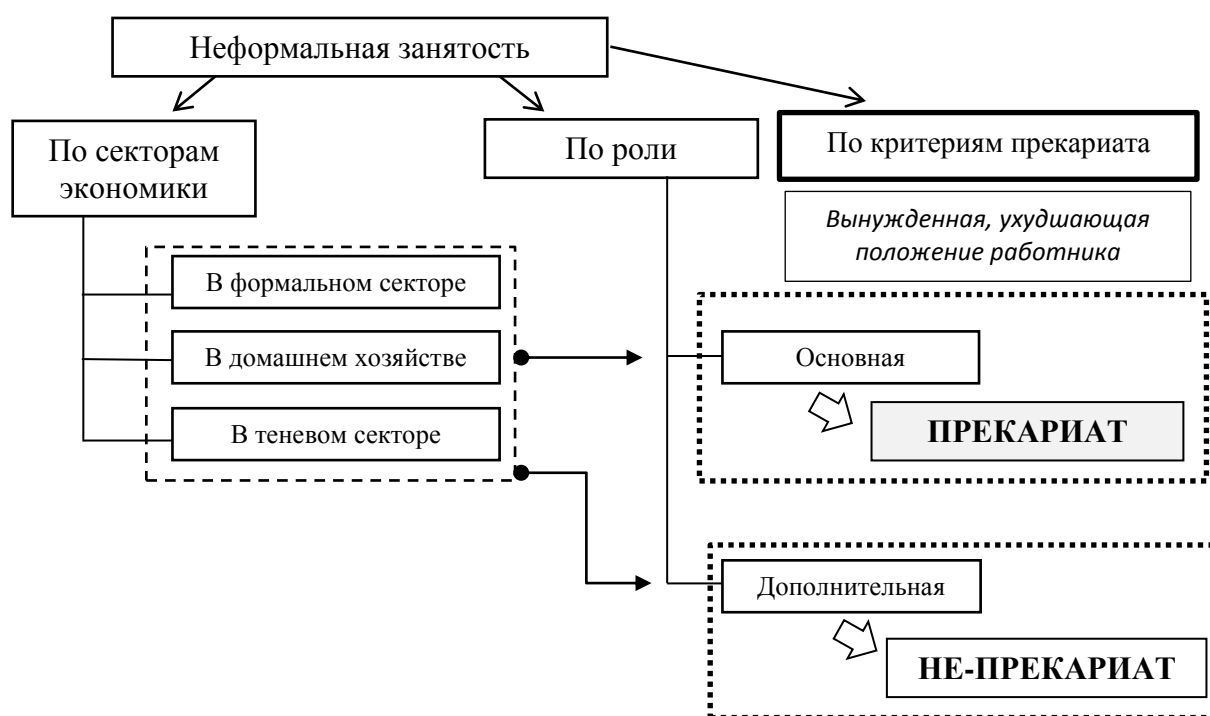 Неформальная занятость
По секторам
экономики
По роли
По критериям прекариата
Вынужденная, ухудшающая
положение работника
В формальном секторе
В домашнем хозяйстве
В теневом секторе
Основная
ПРЕКАРИАТ
Дополнительная
НЕ-ПРЕКАРИАТ